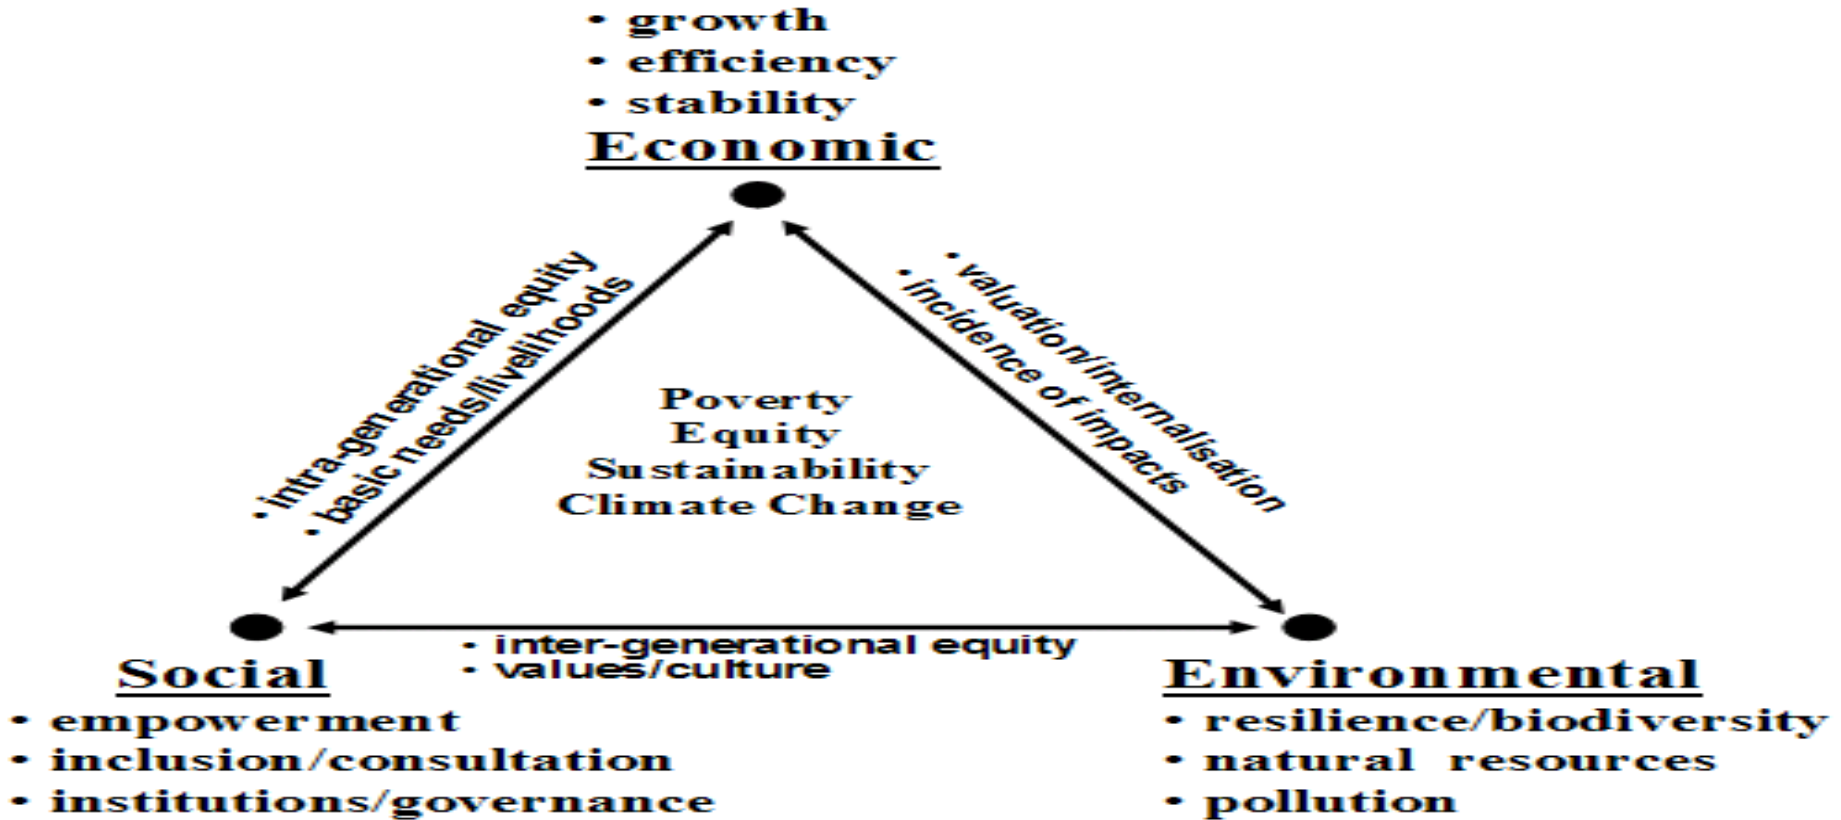 • growth
• efficiency
• stability
Economic
• intra-generational equity
• basic needs/livelihoods
• valuation/internalisation
• incidence of impacts
Poverty
Equity
Sustainability
Climate Change
• inter-generational equity
• values/culture
Social
• empowerment
• inclusion/consultation
• institutions/governance
Environmental
• resilience/biodiversity
• natural resources
• pollution